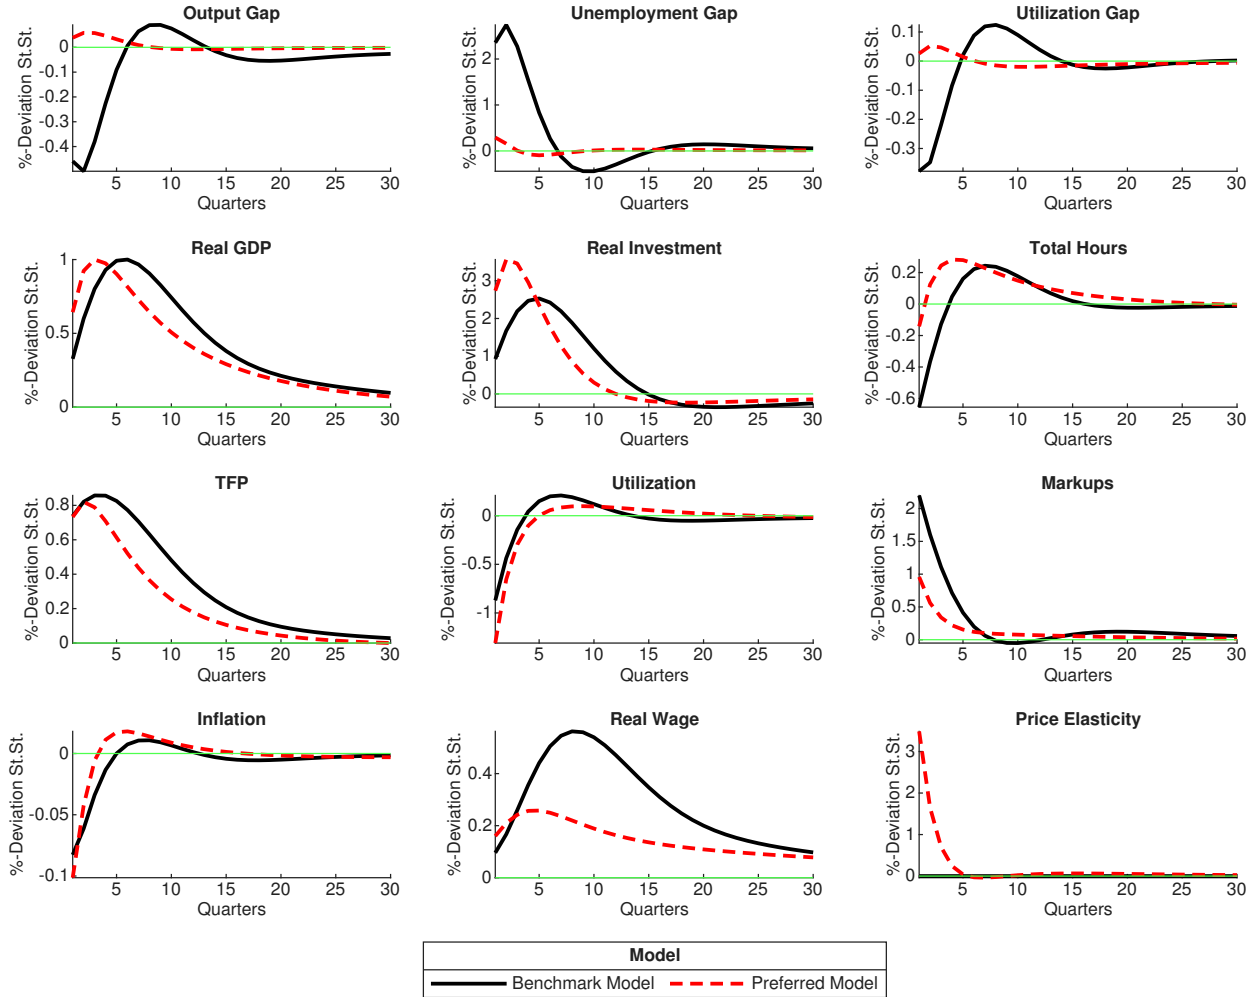 Output Gap
%-Deviation St.St.
0
-0.1
-0.2
-0.3
-0.4
5 10 15 20 25 30
Quarters
Unemployment Gap
%-Deviation St.St.
2
1
0
5 10 15 20 25 30
Quarters
Utilization Gap
%-Deviation St.St.
0.1
0
-0.1
-0.2
-0.3
5 10 15 20 25 30
Quarters
Real GDP
%-Deviation St.St.
1
0.5
0
5 10 15 20 25 30
Quarters
Real Investment
%-Deviation St.St.
3
2
1
0
5 10 15 20 25 30
Quarters
Total Hours
%-Deviation St.St.
0.2
0
-0.2
-0.4
-0.6
5 10 15 20 25 30
Quarters
TFP
%-Deviation St.St.
0.8
0.6
0.4
0.2
0
5 10 15 20 25 30
Quarters
Utilization
%-Deviation St.St.
0
-0.5
-1
5 10 15 20 25 30
Quarters
Markups
%-Deviation St.St.
2
1.5
1
0.5
0
5 10 15 20 25 30
Quarters
Inflation
%-Deviation St.St.
0
-0.05
-0.1
5 10 15 20 25 30
Quarters
Real Wage
%-Deviation St.St.
0.4
0.2
0
5 10 15 20 25 30
Quarters
Price Elasticity
%-Deviation St.St.
3
2
1
0
5 10 15 20 25 30
Quarters
Model
Benchmark Model Preferred Model